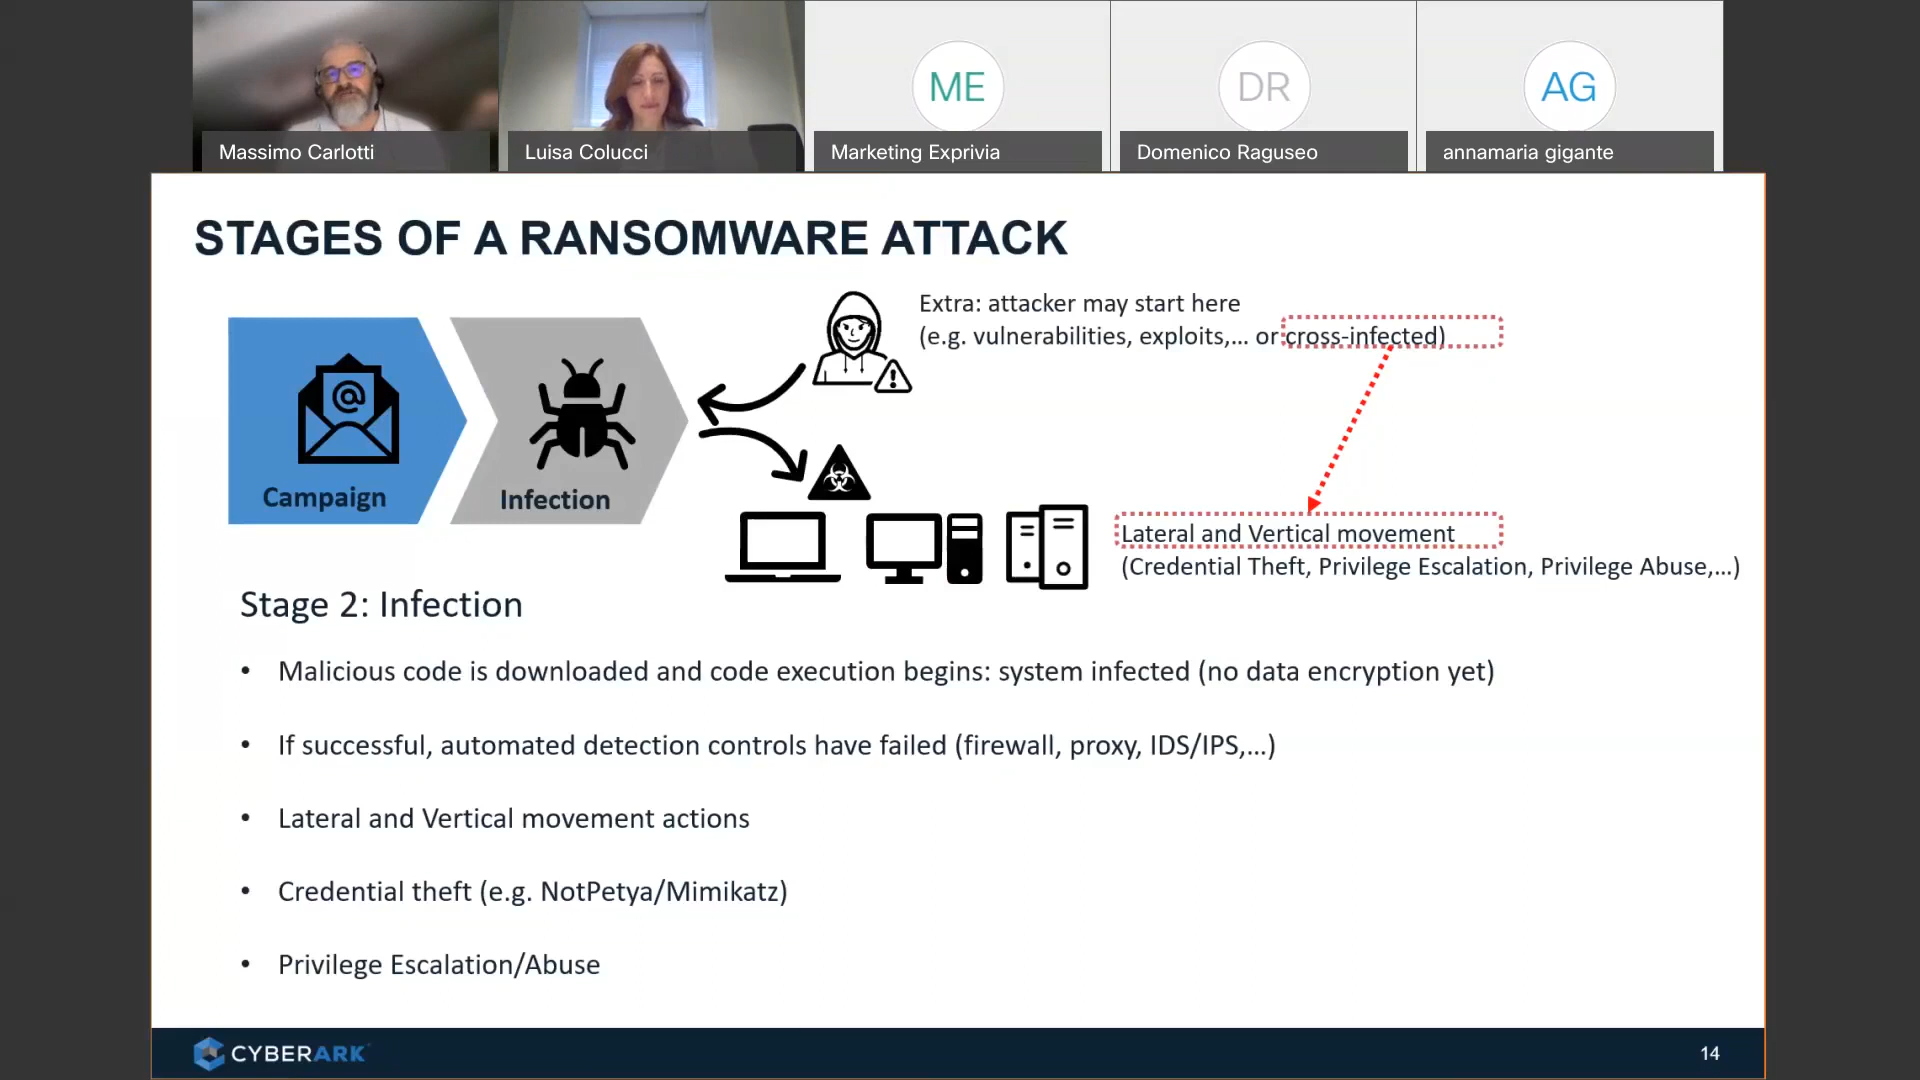 Massimo Carlotti
Luisa Colucci
ME
Marketing Exprivia
DR
Domenico Raguseo
AG
annamaria gigante
STAGES OF A RANSOMWARE ATTACK
Extra: attacker may start here
(e.g. vulnerabilities, exploits,... or cross-infected)
@
Campaign
Infection
Lateral and Vertical movement
(Credential Theft, Privilege Escalation, Privilege Abuse,...)
Stage 2: Infection
• Malicious code is downloaded and code execution begins: system infected (no data encryption yet)
• If successful, automated detection controls have failed (firewall, proxy, IDS/IPS,...)
• Lateral and Vertical movement actions
• Credential theft (e.g. NotPetya/Mimikatz)
• Privilege Escalation/Abuse
CYBERARK
14